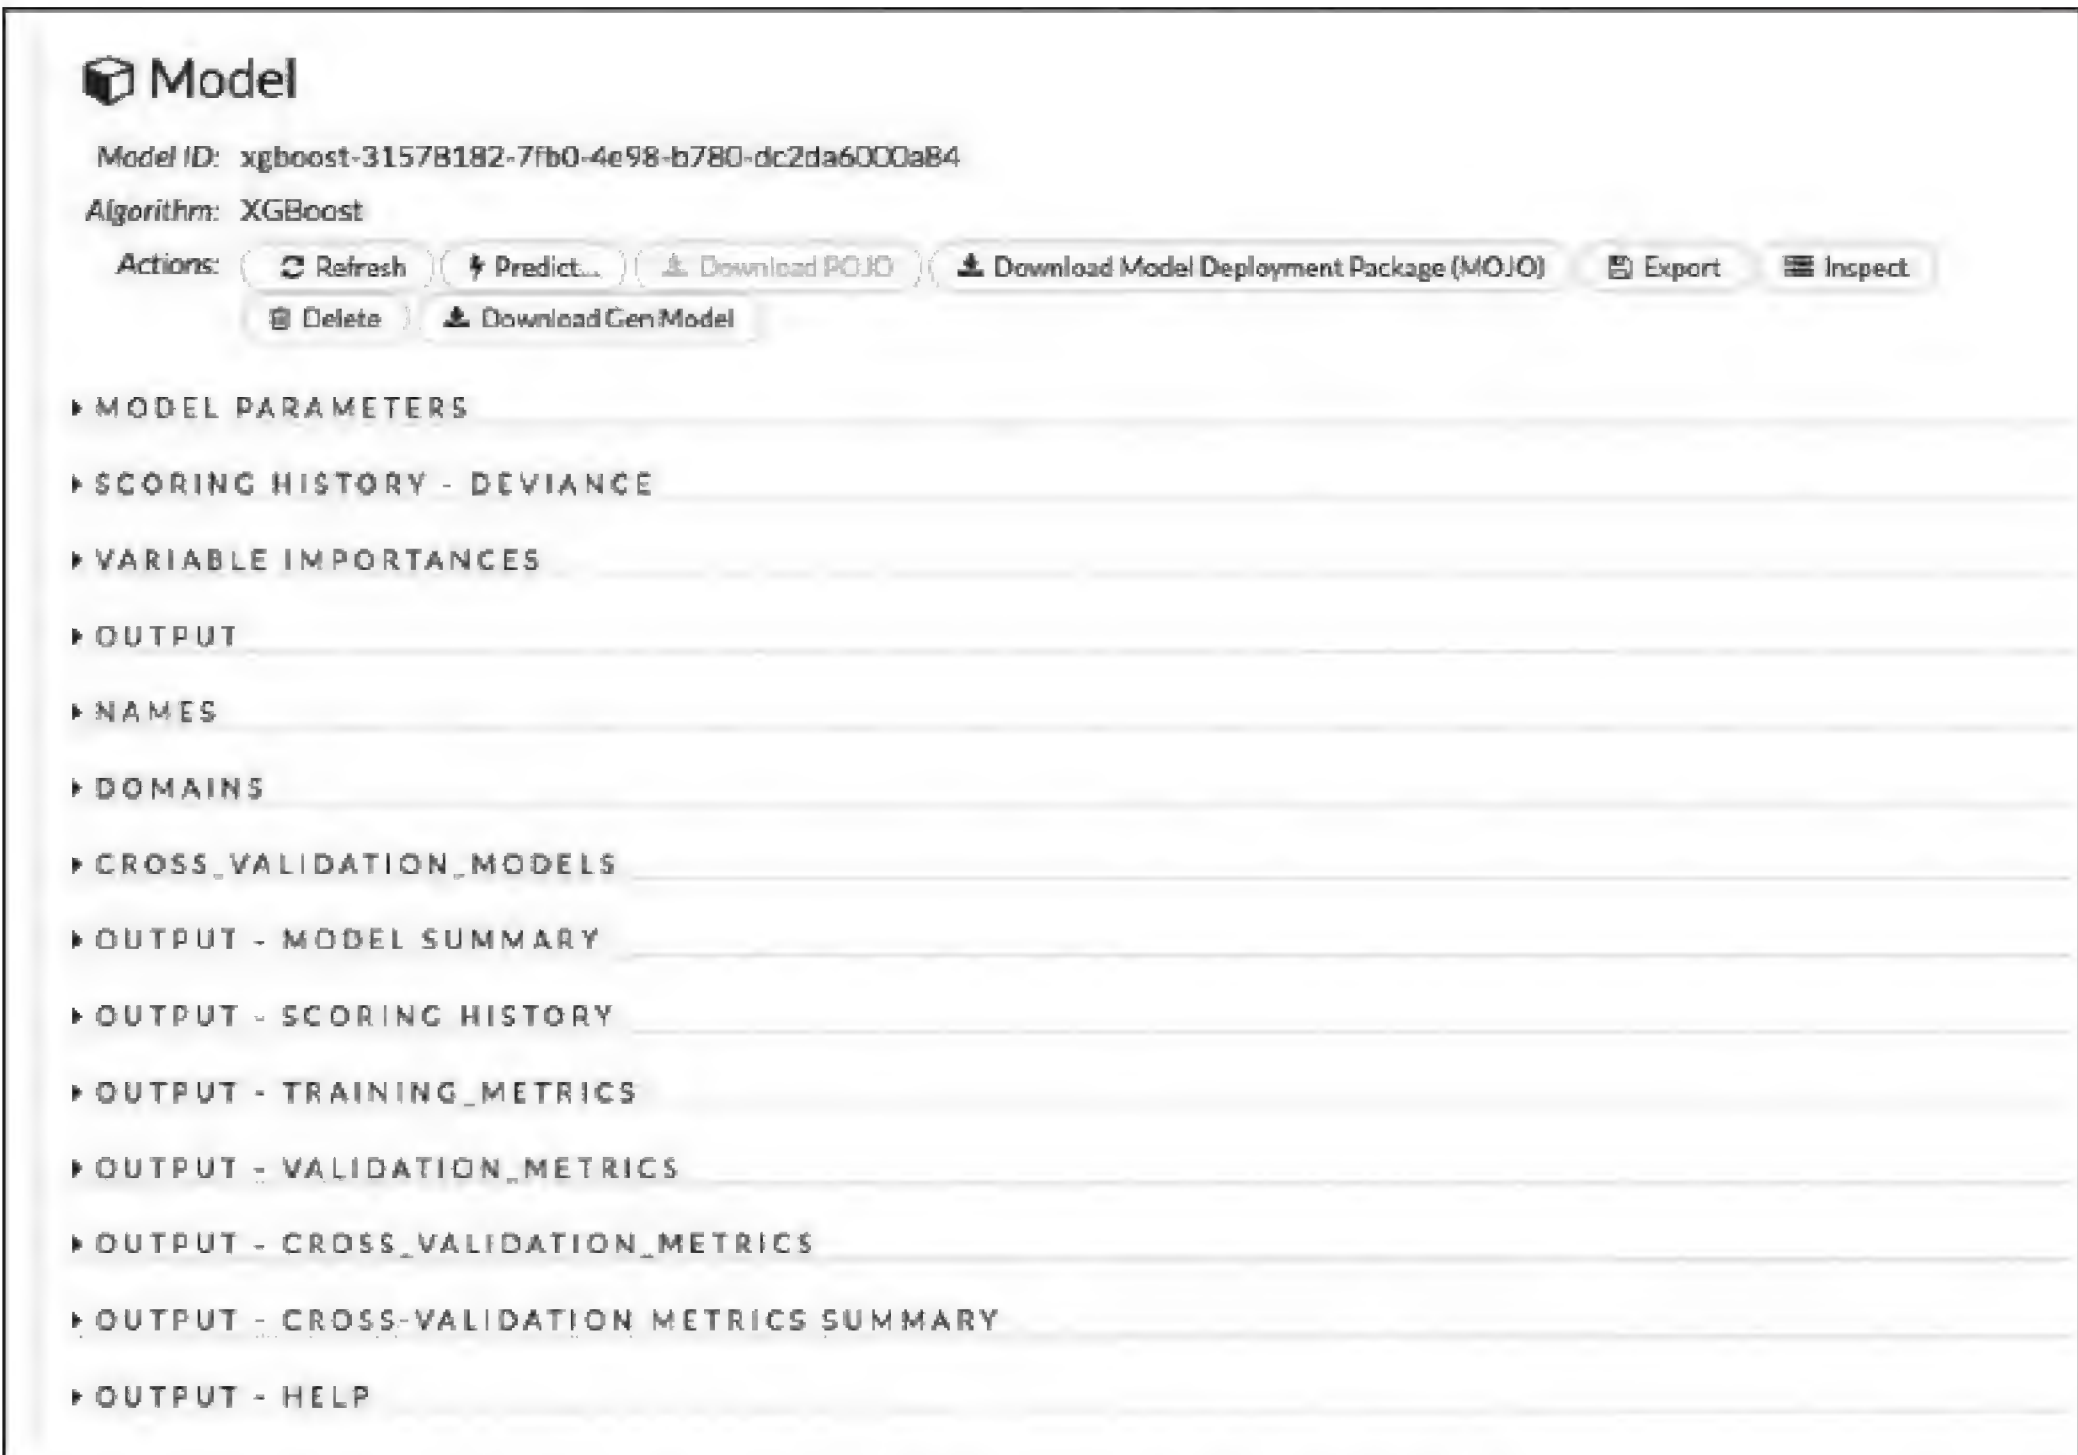 Model
Model ID: xgboost-31578182-7fb0-4e98-b780-dc2da6000a84
Algorithm: XGBoost
Actions: Refresh Predict... Download POJO Download Model Deployment Package (MOJO) Export Inspect
Delete Download Gen Model
MODEL PARAMETERS
SCORING HISTORY - DEVIANCE
VARIABLE IMPORTANCES
OUTPUT
NAMES
DOMAINS
CROSS_VALIDATION_MODELS
OUTPUT - MODEL SUMMARY
OUTPUT - SCORING HISTORY
OUTPUT - TRAINING_METRICS
OUTPUT - VALIDATION_METRICS
OUTPUT - CROSS_VALIDATION_METRICS
OUTPUT - CROSS-VALIDATION METRICS SUMMARY
OUTPUT - HELP